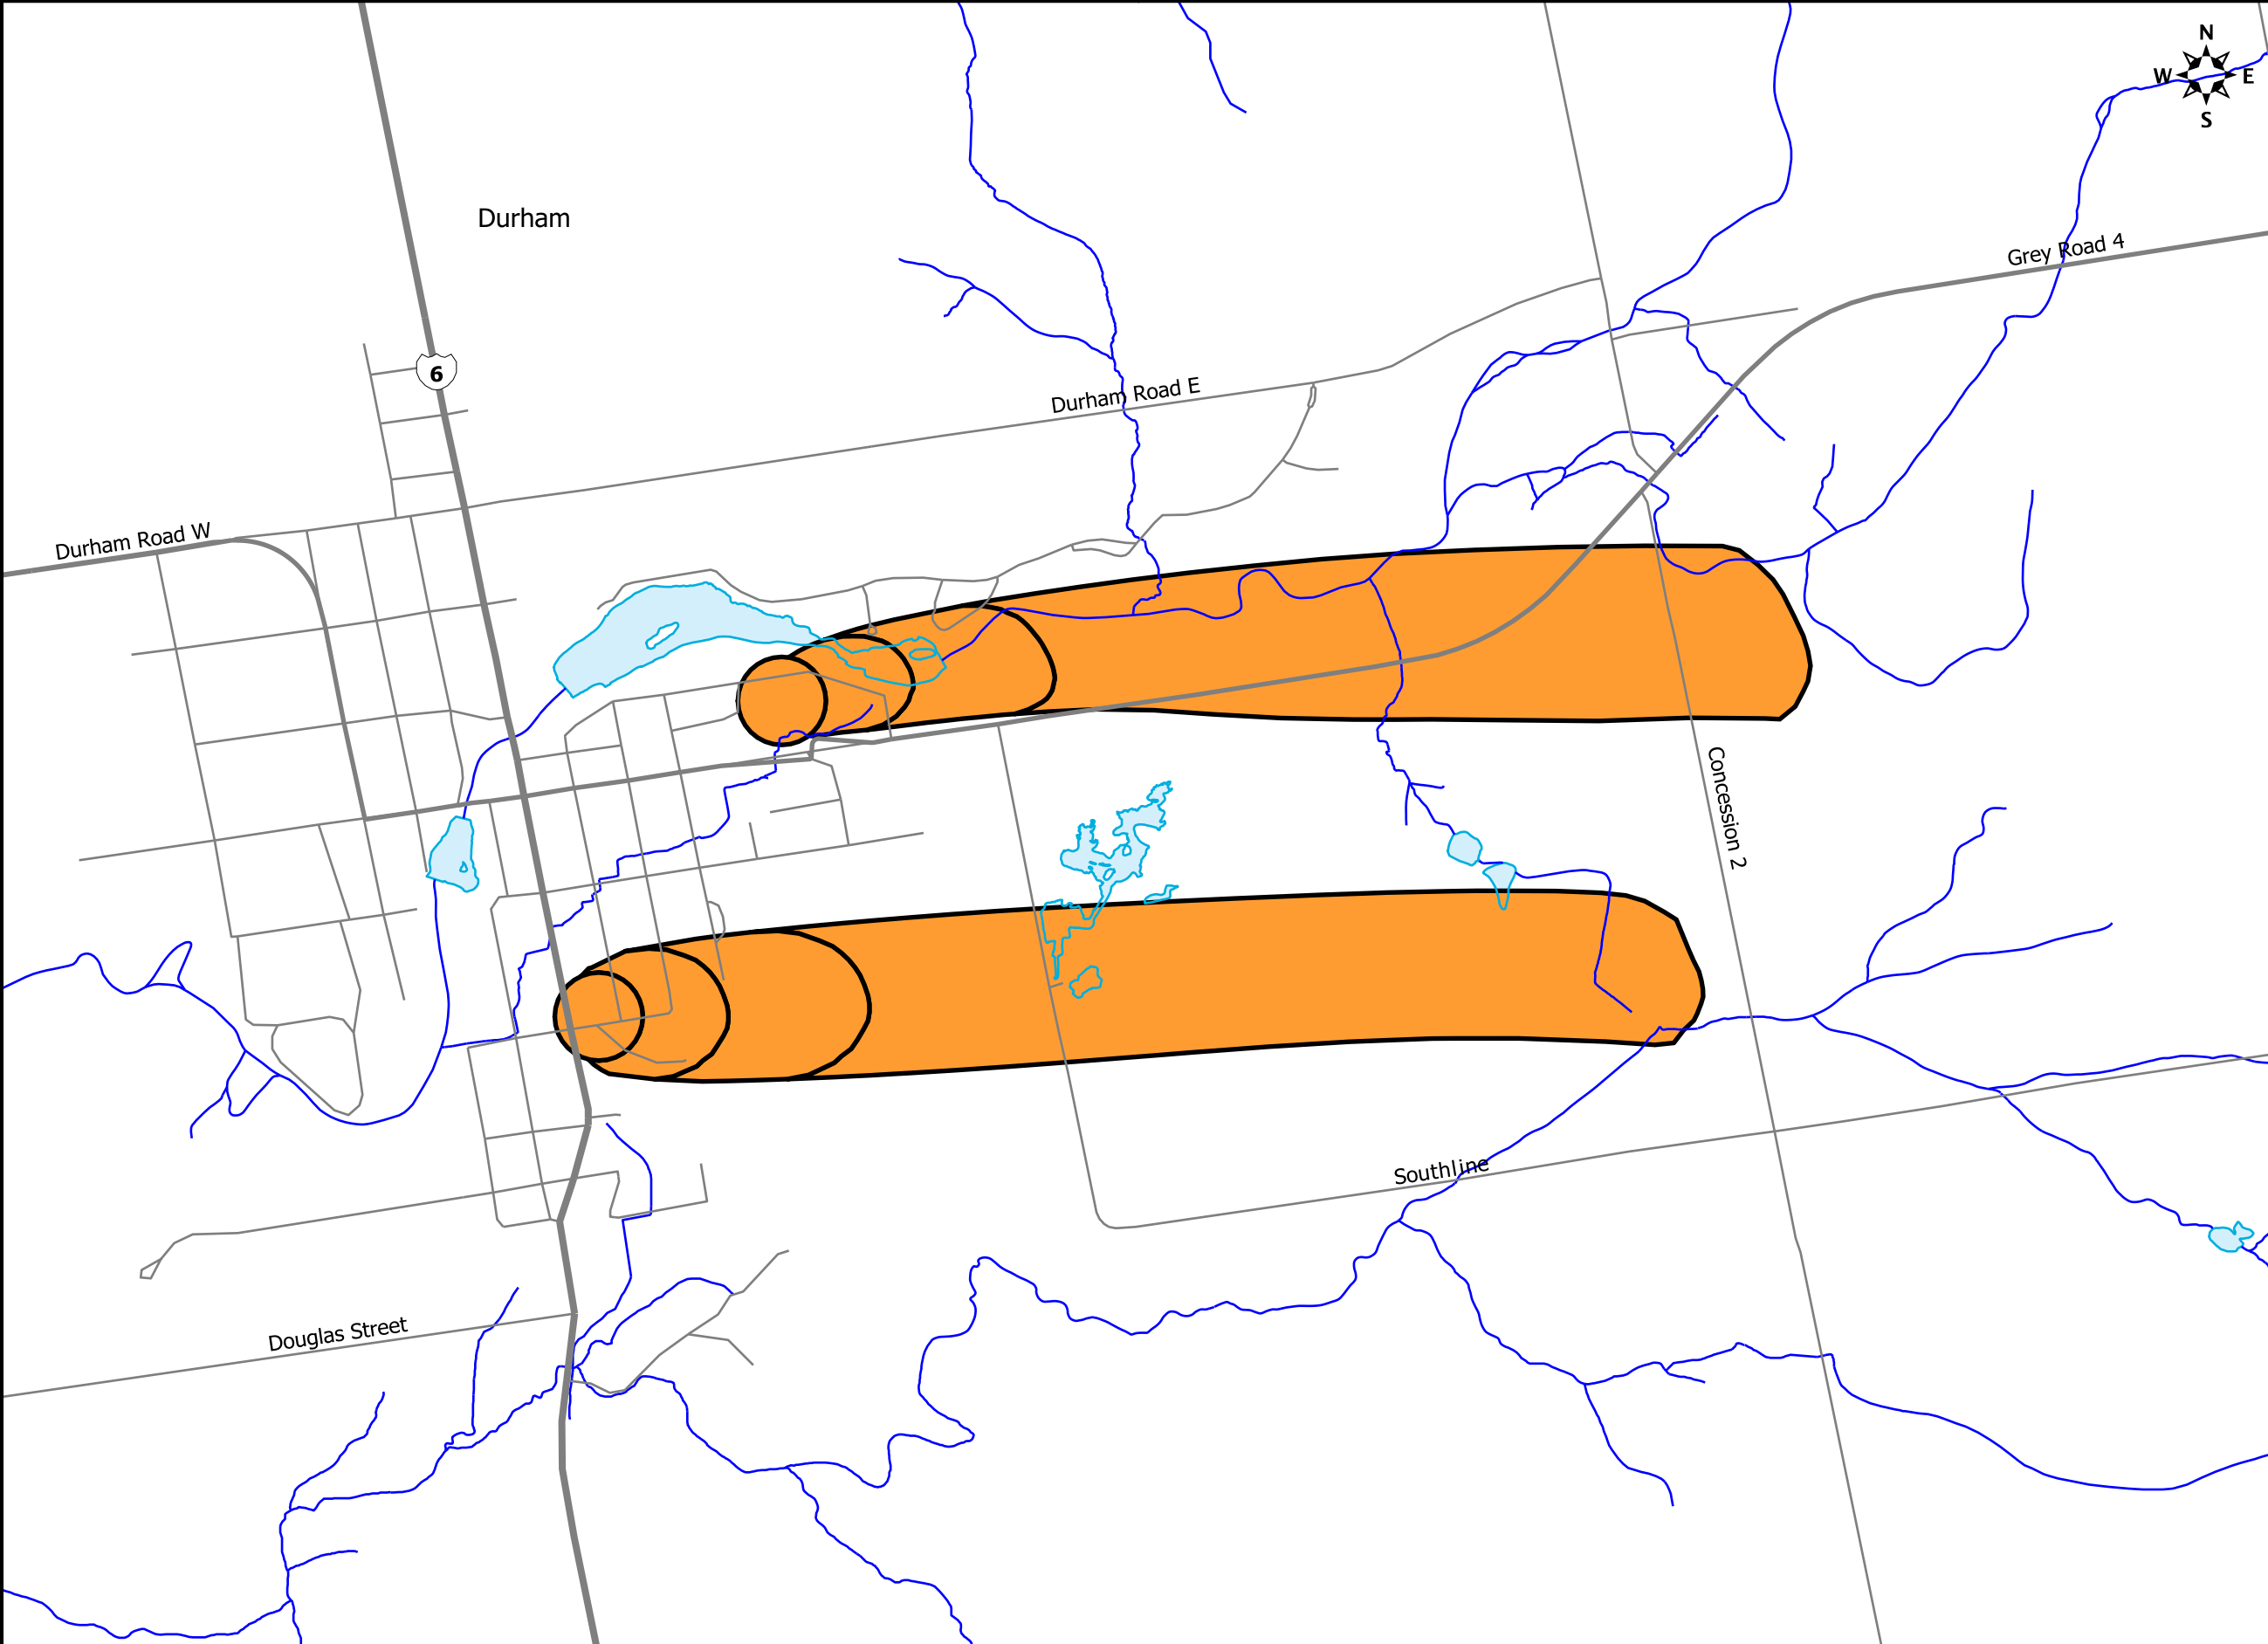 N
W E
S
Durham
Grey Road 4
6
Durham Road E
Durham Road W
Concession 2
Southline
Douglas Street